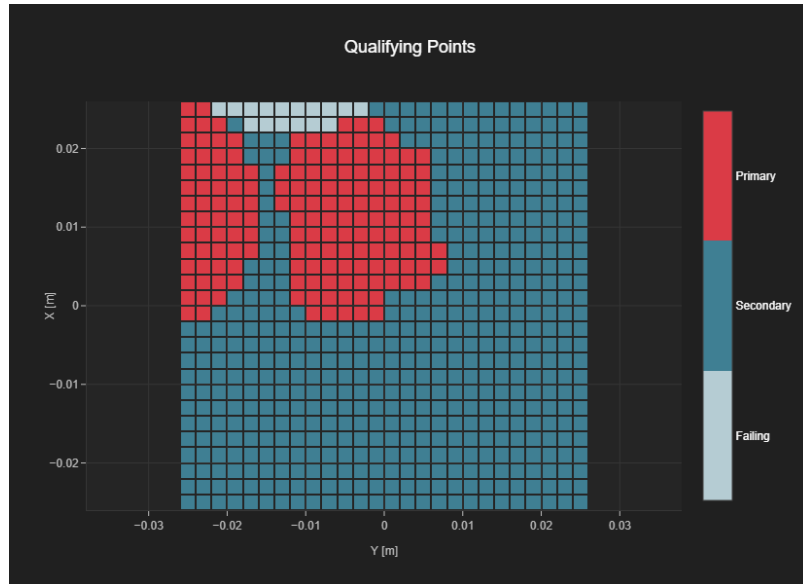 Qualifying Points
Primary
Secondary
Failing
X [m]
0.02
0.01
0
−0.01
−0.02
−0.03
−0.02
−0.01
0
0.01
0.02
0.03
Y [m]